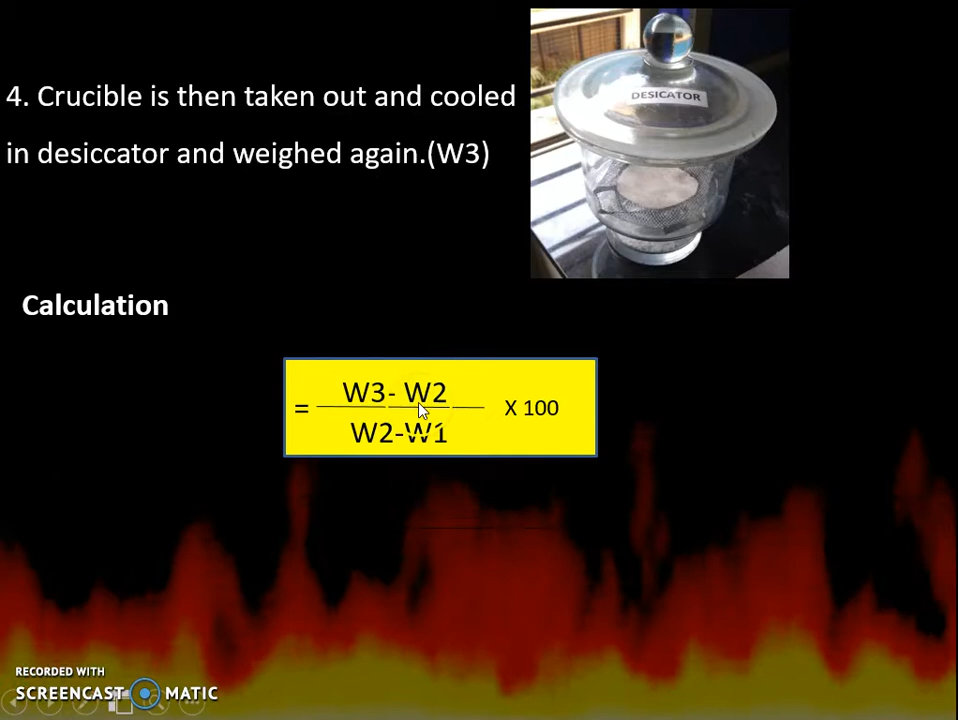 4. Crucible is then taken out and cooled
in desiccator and weighed again.(W3)
DESICATOR
Calculation
= W3- W2 X 100
W2-W1
RECORDED WITH
SCREENCAST MATIC